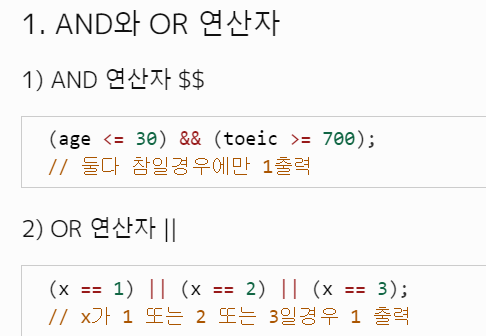 1. AND와 OR 연산자
1) AND 연산자 $$
(age <= 30) && (toeic >= 700);
// 둘다 참일경우에만 1출력
2) OR 연산자 ||
(x == 1) || (x == 2) || (x == 3);
// x가 1 또는 2 또는 3일경우 1 출력